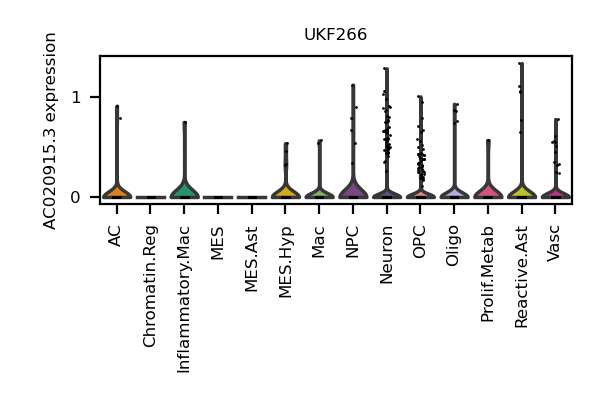 UKF266
AC020915.3 expression
1
0
AC
Chromatin.Reg
Inflammatory.Mac
MES
MES.Ast
MES.Hyp
Mac
NPC
Neuron
OPC
Oligo
Prolif.Metab
Reactive.Ast
Vasc